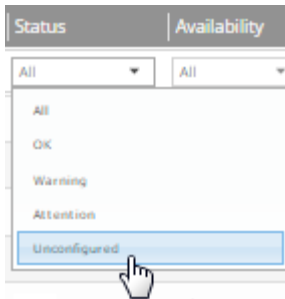 Status Availability
All All
All
OK
Warning
Attention
Unconfigured